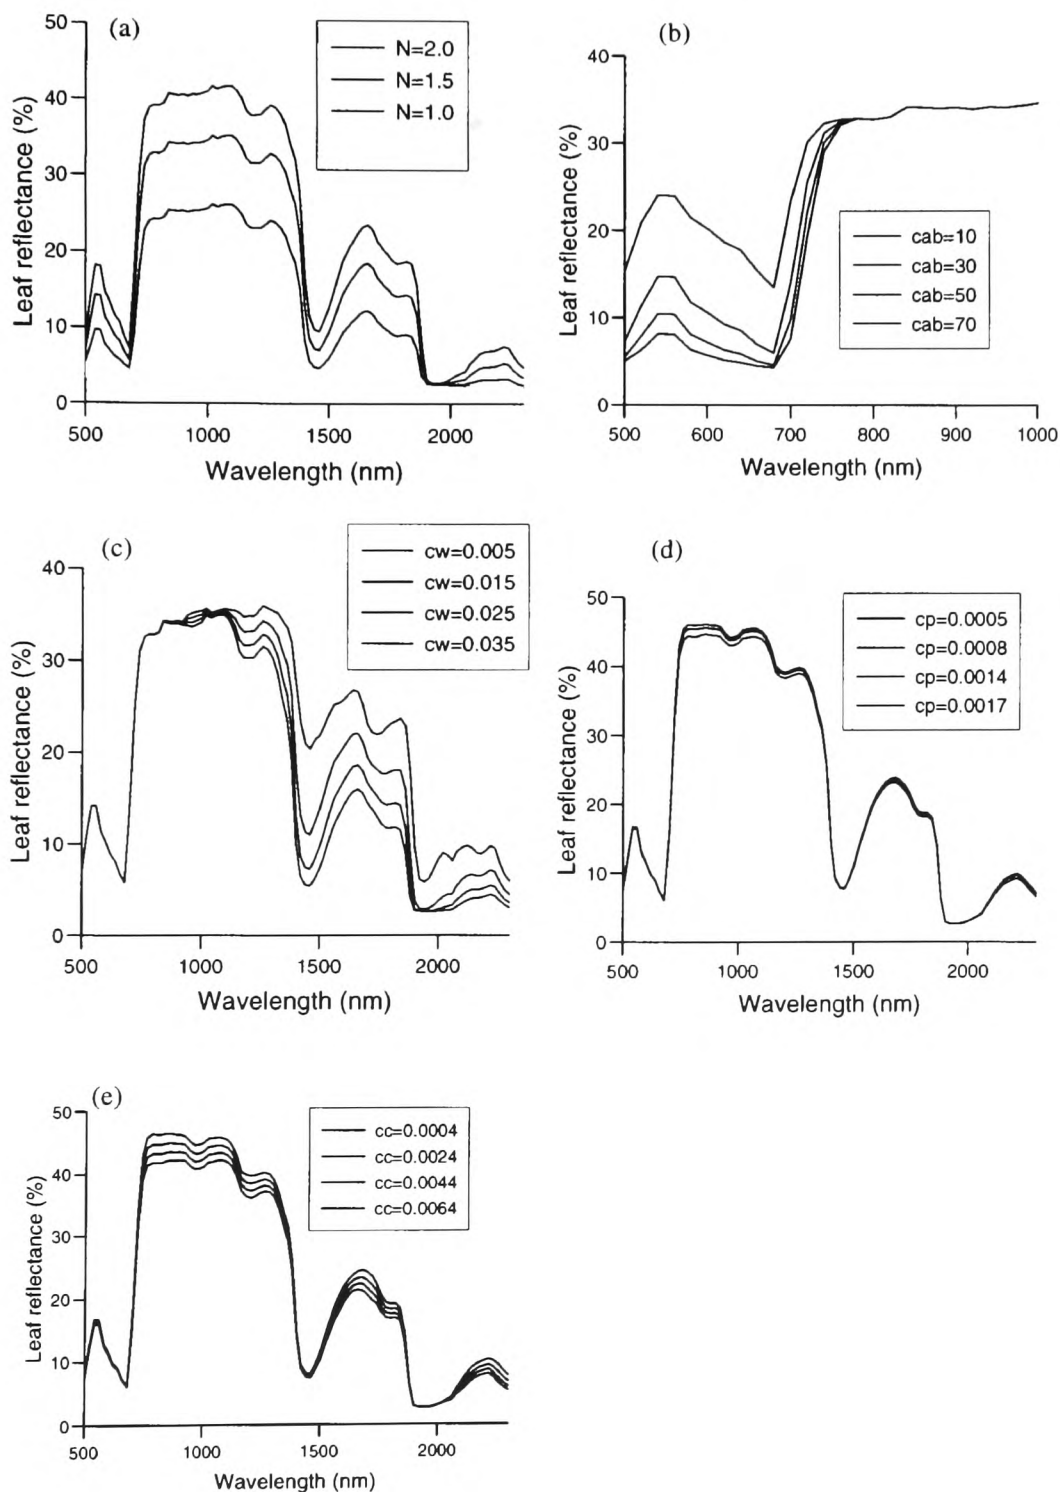 (a)
50
40
30
20
10
0
Leaf reflectance (%)
N=2.0
N=1.5
N=1.0
500
1000
1500
2000
Wavelength (nm)
(b)
40
30
20
10
0
Leaf reflectance (%)
cab=10
cab=30
cab=50
cab=70
500
600
700
800
900
1000
Wavelength (nm)
(c)
40
30
20
10
0
Leaf reflectance (%)
cw=0.005
cw=0.015
cw=0.025
cw=0.035
500
1000
1500
2000
Wavelength (nm)
(d)
50
40
30
20
10
0
Leaf reflectance (%)
cp=0.0005
cp=0.0008
cp=0.0014
cp=0.0017
500
1000
1500
2000
Wavelength (nm)
(e)
50
40
30
20
10
0
Leaf reflectance (%)
cc=0.0004
cc=0.0024
cc=0.0044
cc=0.0064
500
1000
1500
2000
Wavelength (nm)